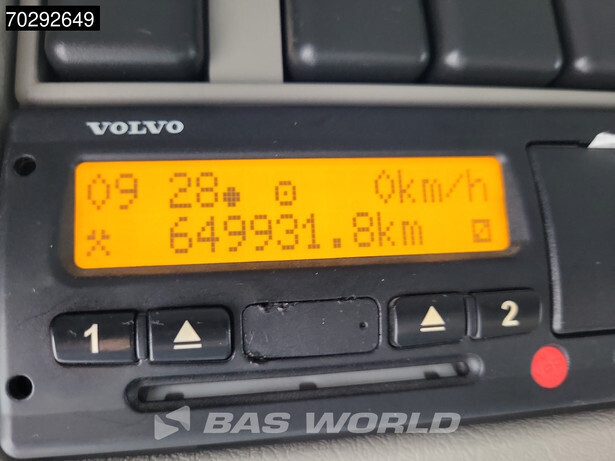 70292649
VOLVO
09 28 0km/h
649931.8km
1 2
BAS WORLD